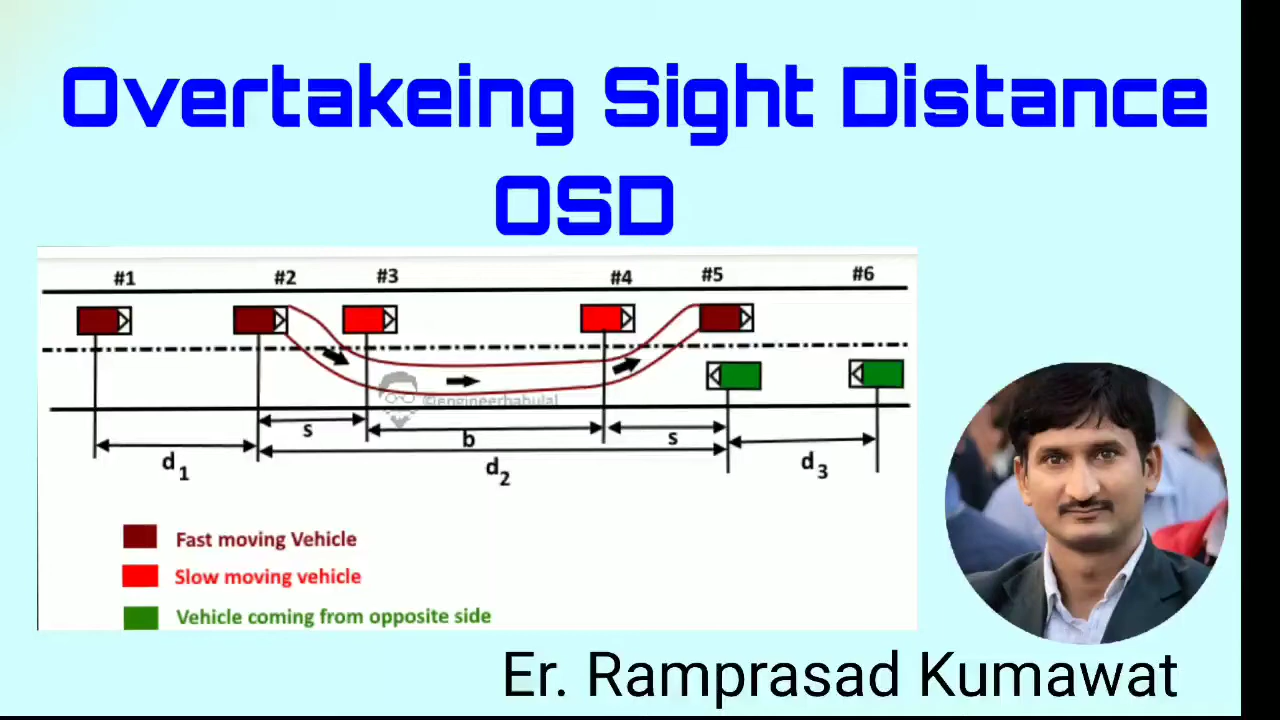 Overtakeing Sight Distance
OSD
#1 #2 #3 #4 #5 #6
©engineerbabulal
s b s
d1 d2 d3
Fast moving Vehicle
Slow moving vehicle
Vehicle coming from opposite side
Er. Ramprasad Kumawat